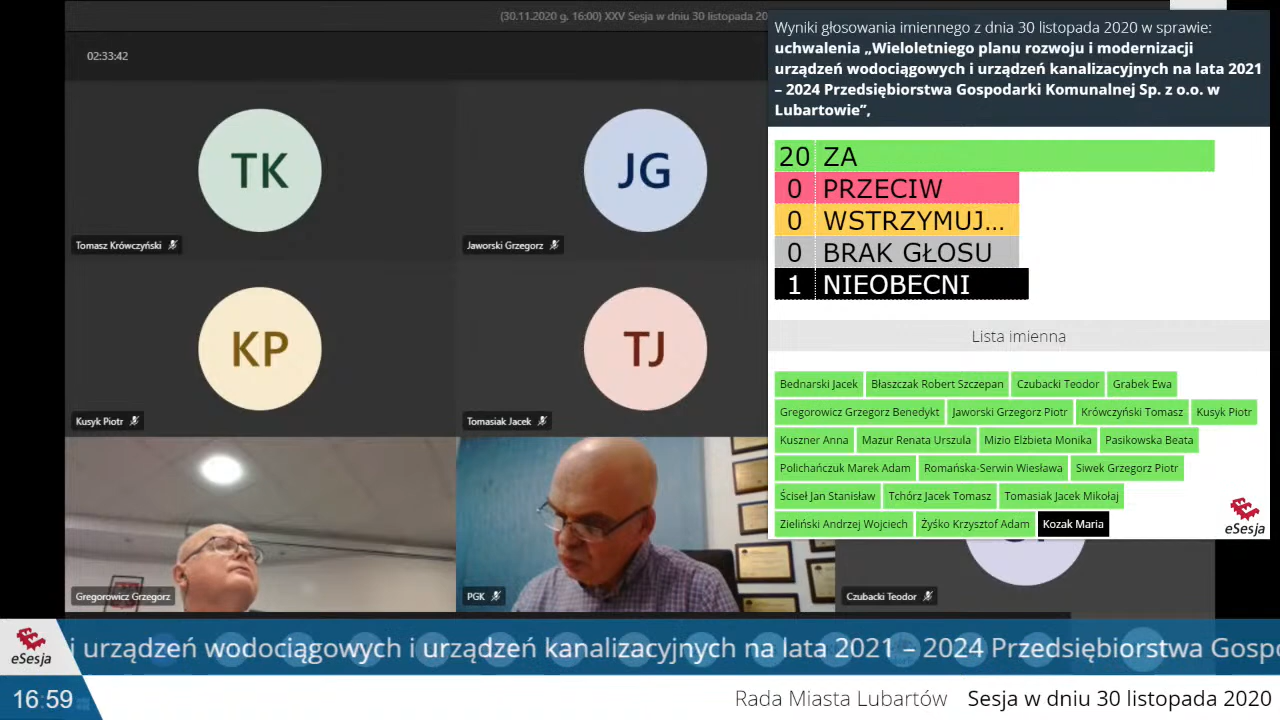 (30.11.2020 g. 16:00) XXV Sesja w dniu 30 listopada 20
02:33:42
TK
Tomasz Krówczyński
JG
Jaworski Grzegorz
KP
Kusyk Piotr
TJ
Tomasiak Jacek
Gregorowicz Grzegorz
PGK
Czubacki Teodor
Wyniki głosowania imiennego z dnia 30 listopada 2020 w sprawie:
uchwalenia „Wieloletniego planu rozwoju i modernizacji
urządzeń wodociągowych i urządzeń kanalizacyjnych na lata 2021
– 2024 Przedsiębiorstwa Gospodarki Komunalnej Sp. z o.o. w
Lubartowie”,
20 ZA
0 PRZECIW
0 WSTRZYMUJ...
0 BRAK GŁOSU
1 NIEOBECNI
Lista imienna
Bednarski Jacek Błaszczak Robert Szczepan Czubacki Teodor Grabek Ewa
Gregorowicz Grzegorz Benedykt Jaworski Grzegorz Piotr Krówczyński Tomasz Kusyk Piotr
Kuszner Anna Mazur Renata Urszula Mizio Elżbieta Monika Pasikowska Beata
Polichańczuk Marek Adam Romańska-Serwin Wiesława Siwek Grzegorz Piotr
Ściseł Jan Stanisław Tchórz Jacek Tomasz Tomasiak Jacek Mikołaj
Zieliński Andrzej Wojciech Żyśko Krzysztof Adam Kozak Maria
eSesja
eSesja
i urządzeń wodociągowych i urządzeń kanalizacyjnych na lata 2021 – 2024 Przedsiębiorstwa Gospo
16:59
Rada Miasta Lubartów Sesja w dniu 30 listopada 2020